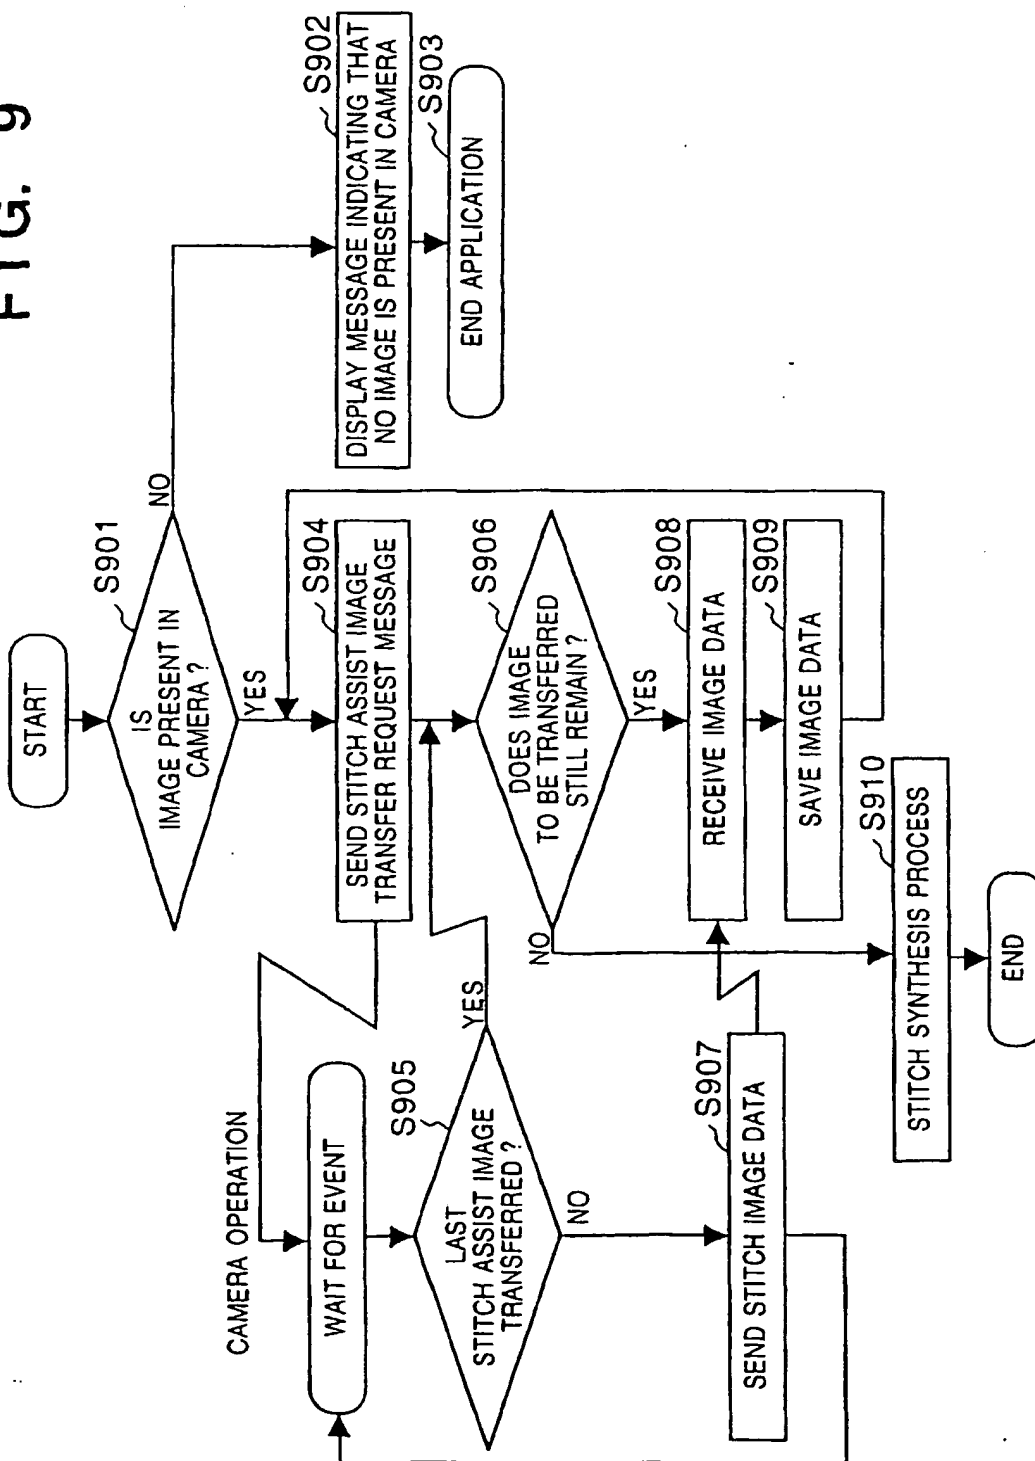 FIG. 9
START
S901
IS
IMAGE PRESENT IN
CAMERA ?
NO
YES
S902
DISPLAY MESSAGE INDICATING THAT
NO IMAGE IS PRESENT IN CAMERA
S903
END APPLICATION
S904
SEND STITCH ASSIST IMAGE
TRANSFER REQUEST MESSAGE
CAMERA OPERATION
WAIT FOR EVENT
S905
LAST
STITCH ASSIST IMAGE
TRANSFERRED ?
YES
NO
S906
DOES IMAGE
TO BE TRANSFERRED
STILL REMAIN ?
NO
YES
S907
SEND STITCH IMAGE DATA
S908
RECEIVE IMAGE DATA
S909
SAVE IMAGE DATA
S910
STITCH SYNTHESIS PROCESS
END